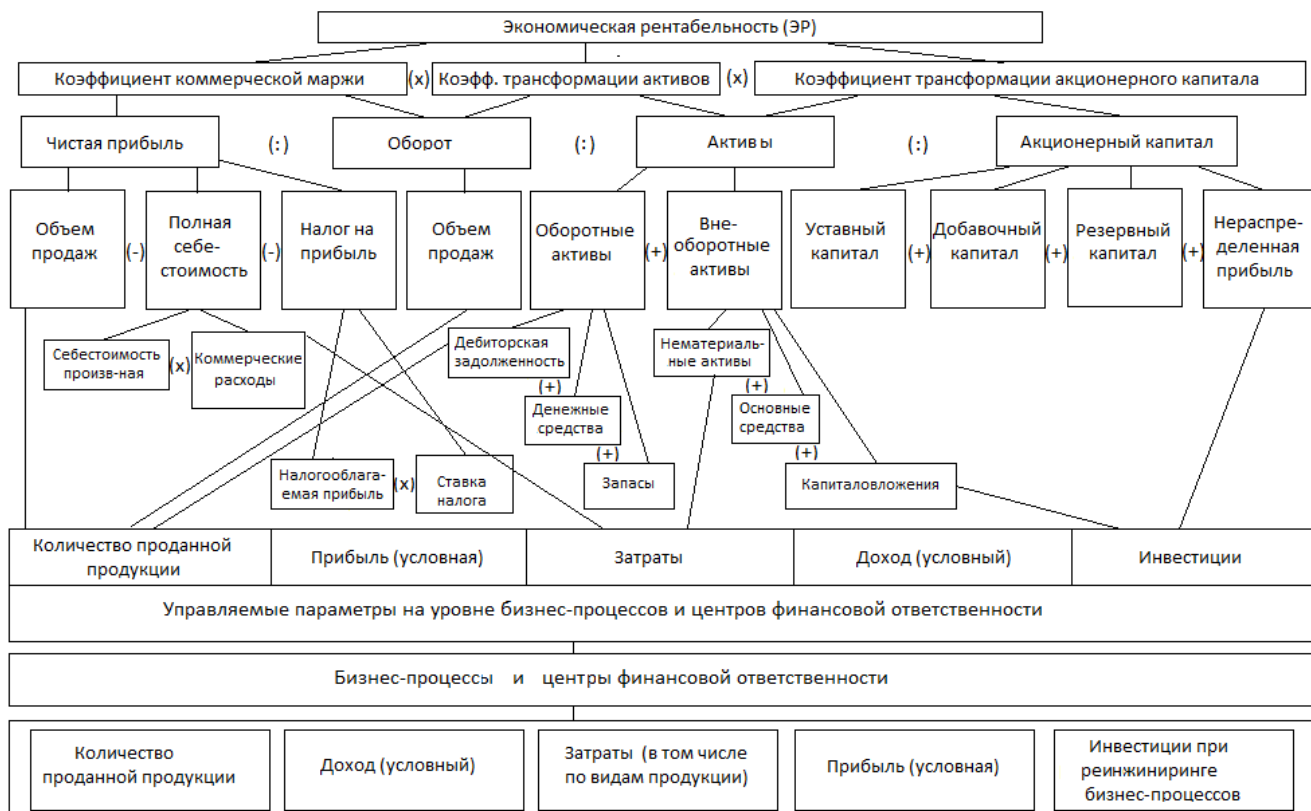 Экономическая рентабельность (ЭР)
Коэффициент коммерческой маржи (x) Коэфф. трансформации активов (x) Коэффициент трансформации акционерного капитала
Чистая прибыль (:) Оборот (:) Активы (:) Акционерный капитал
Объем
продаж
(-)
Полная
себе-
стоимость
(-)
Налог на
прибыль
Объем
продаж
Оборотные
активы
(+)
Вне-
оборотные
активы
Уставный
капитал
(+)
Добавочный
капитал
(+)
Резервный
капитал
(+)
Нераспре-
деленная
прибыль
Себестоимость
произв-ная
(x)
Коммерческие
расходы
Дебиторская
задолженность
(+)
Денежные
средства
(+)
Запасы
Нематериаль-
ные активы
(+)
Основные
средства
(+)
Капиталовложения
Налогооблага-
емая прибыль
(x)
Ставка
налога
Количество проданной
продукции
Прибыль (условная)
Затраты
Доход (условный)
Инвестиции
Управляемые параметры на уровне бизнес-процессов и центров финансовой ответственности
Бизнес-процессы и центры финансовой ответственности
Количество
проданной продукции
Доход (условный)
Затраты (в том числе
по видам продукции)
Прибыль (условная)
Инвестиции при
реинжиниринге
бизнес-процессов